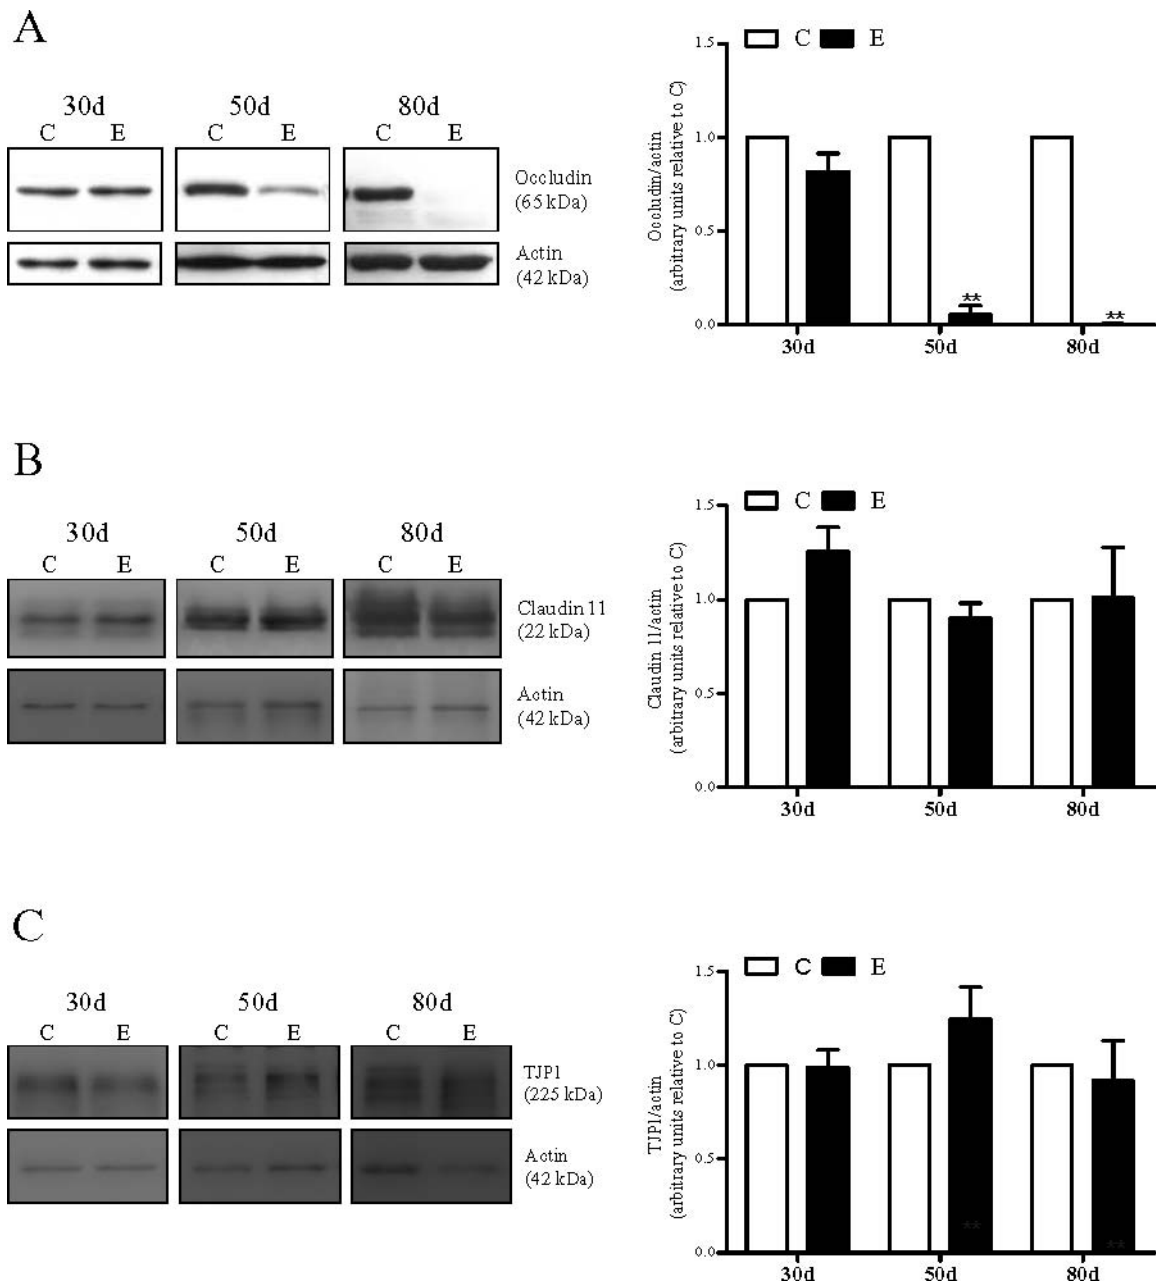 A
30d 50d 80d
C E C E C E
Occludin
(65 kDa)
Actin
(42 kDa)
C E
Occludin/actin
(arbitrary units relative to C)
1.5
1.0
0.5
0.0
** **
30d 50d 80d
B
30d 50d 80d
C E C E C E
Claudin 11
(22 kDa)
Actin
(42 kDa)
C E
Claudin 11/actin
(arbitrary units relative to C)
1.5
1.0
0.5
0.0
30d 50d 80d
C
30d 50d 80d
C E C E C E
TJP1
(225 kDa)
Actin
(42 kDa)
C E
TJP1/actin
(arbitrary units relative to C)
1.5
1.0
0.5
0.0
** **
30d 50d 80d